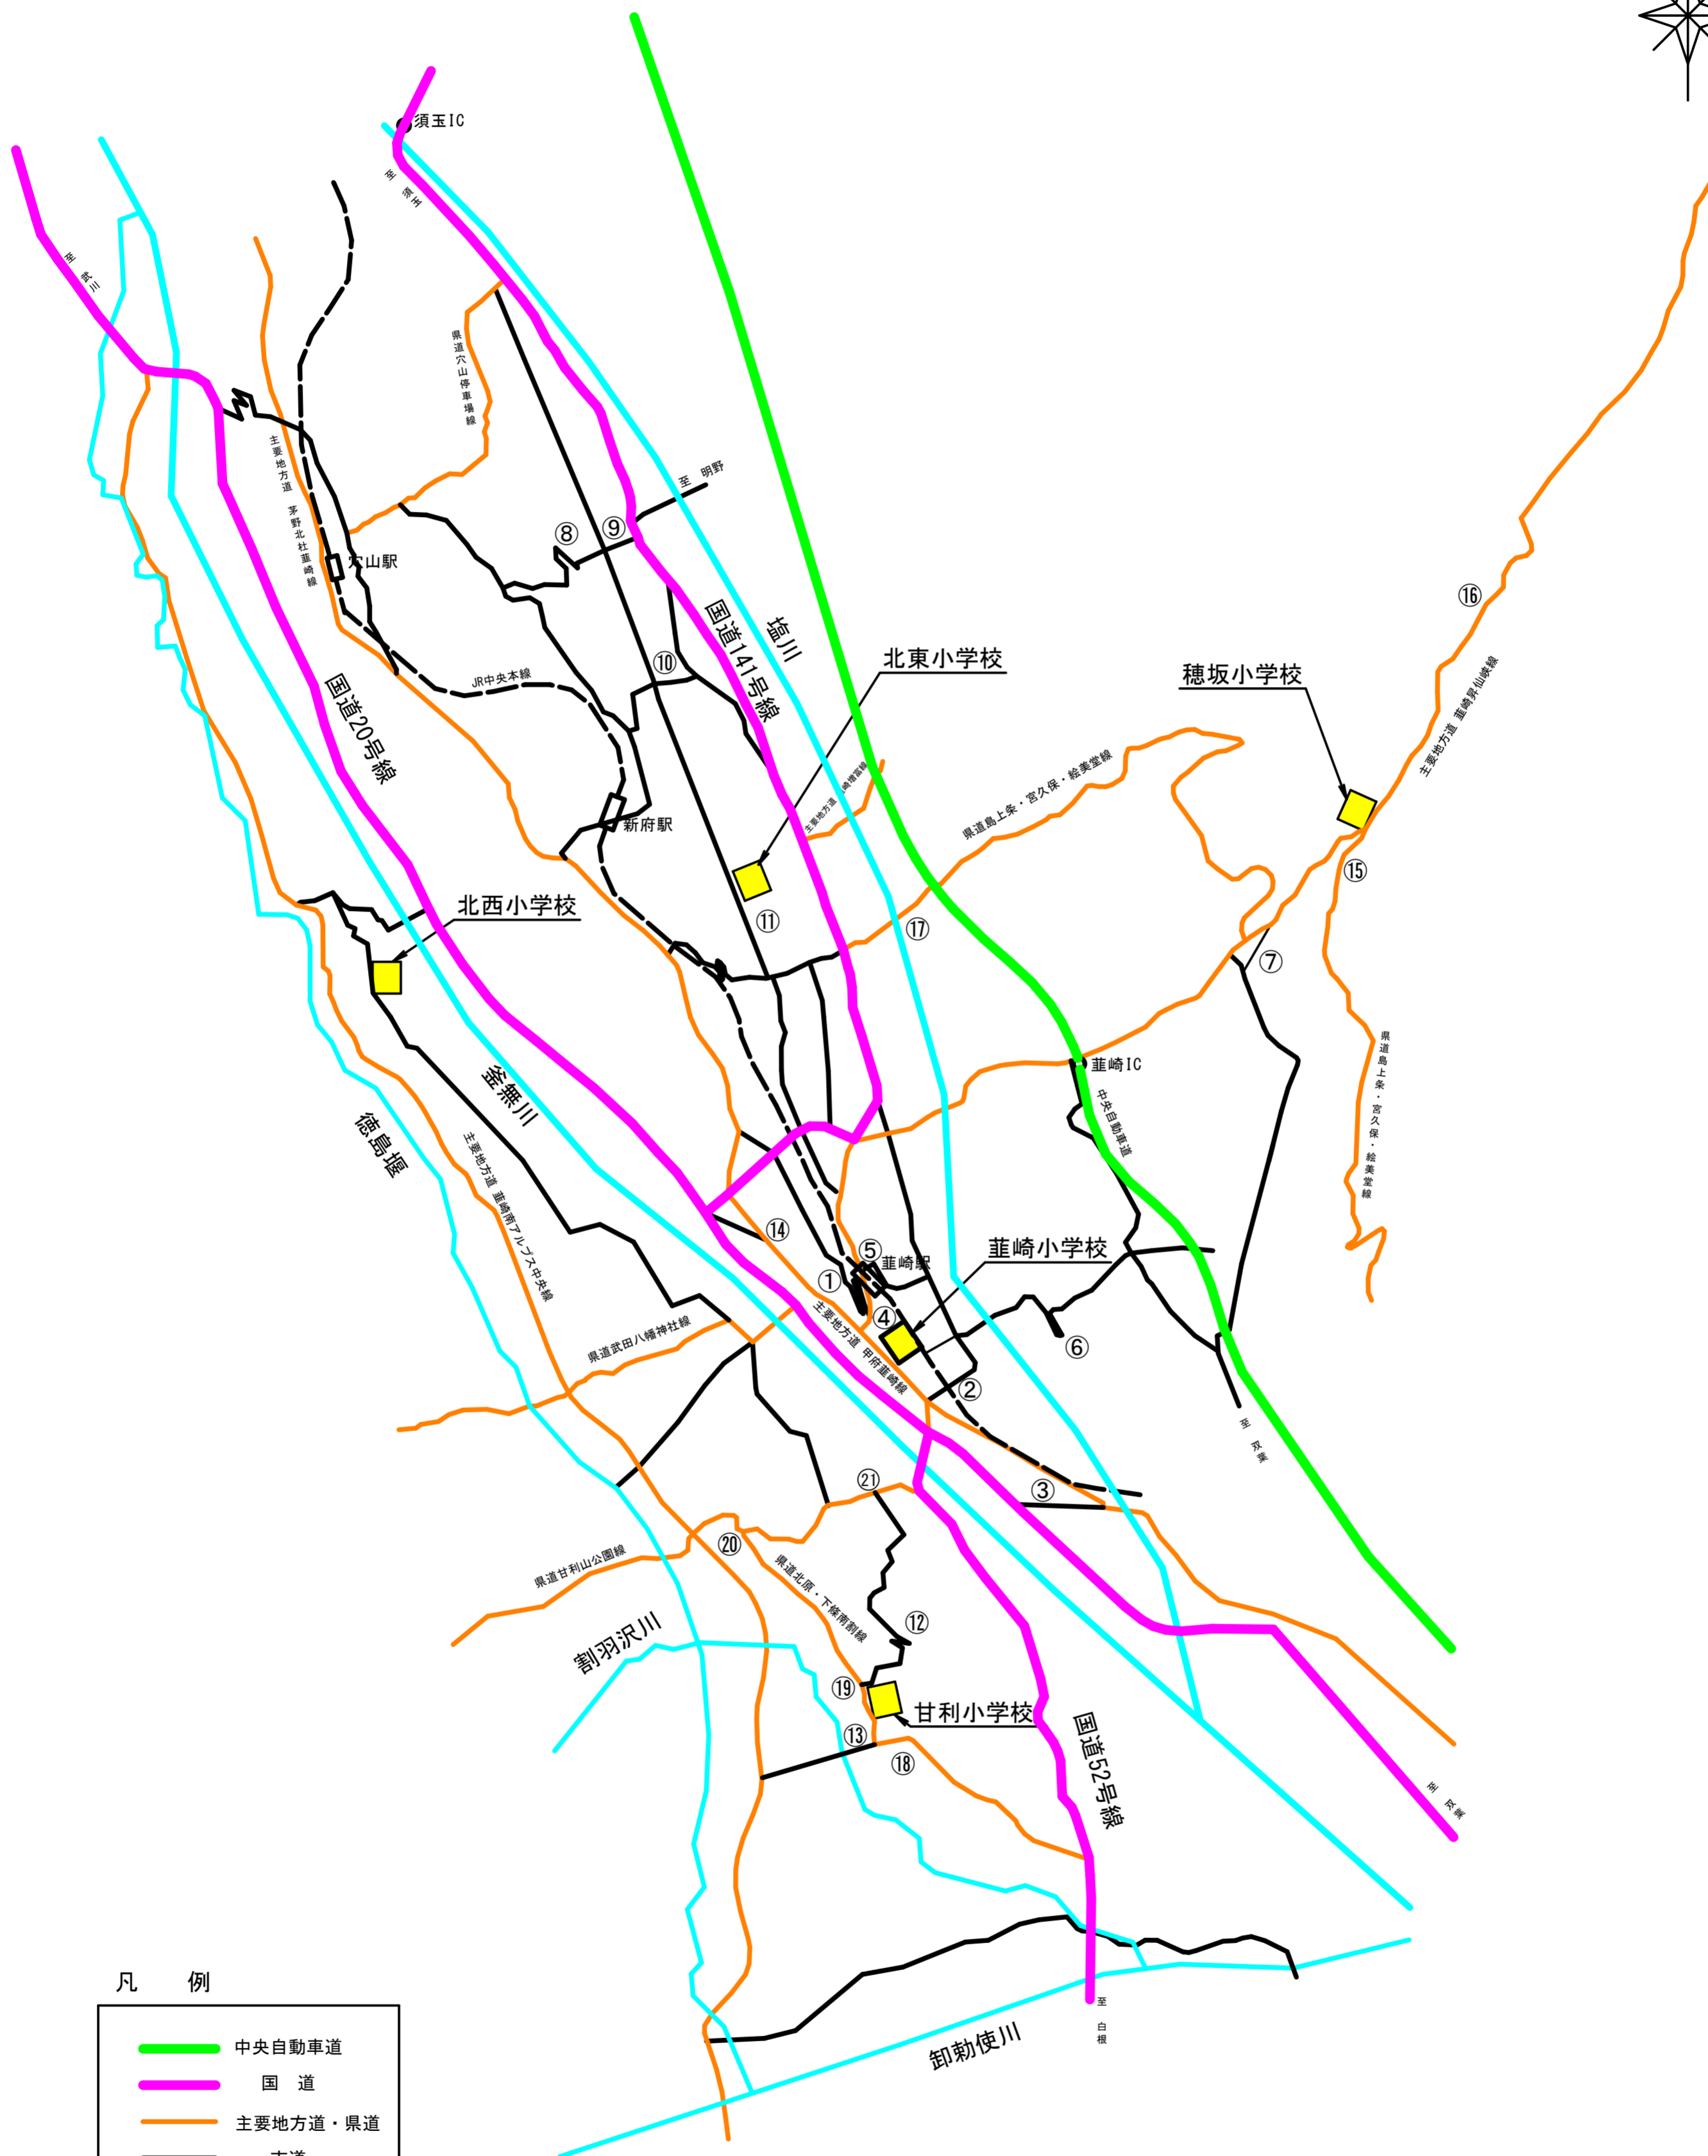 須玉IC
至 須玉
至 武川
県道穴山停車場線
主要地方道 茅野北杜韮崎線
至 明野
⑧
⑨
穴山駅
国道141号線
塩川
⑯
⑩
北東小学校
穂坂小学校
JR中央本線
国道20号線
主要地方道 韮崎昇仙峡線
県道島上条・宮久保・絵美堂線
新府駅
⑮
北西小学校
⑪
⑰
⑦
韮崎IC
中央自動車道
県道島上条・宮久保・絵美堂線
釜無川
徳島堰
主要地方道 韮崎南アルプス中央線
⑭
⑤
韮崎駅
韮崎小学校
①
④
主要地方道 甲府韮崎線
⑥
県道武田八幡神社線
②
至 双葉
㉑
③
⑳
県道甘利山公園線
県道北原・下條南割線
⑫
割羽沢川
⑲
甘利小学校
⑬
⑱
国道52号線
至 双葉
至 白根
御勅使川
凡 例
中央自動車道
国 道
主要地方道・県道